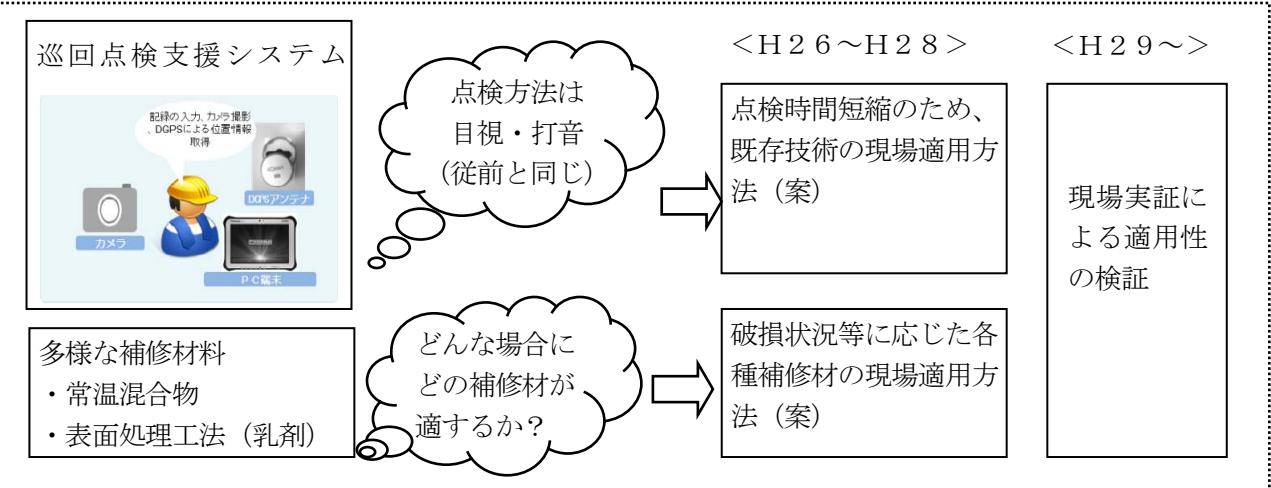 巡回点検支援システム
記録の入力、カメラ撮影
、DGPSによる位置情報
取得
DGPSアンテナ
カメラ
PC端末
多様な補修材料
・常温混合物
・表面処理工法（乳剤）
点検方法は
目視・打音
（従前と同じ）
どんな場合に
どの補修材が
適するか？
＜Ｈ２６～Ｈ２８＞
点検時間短縮のため、
既存技術の現場適用方
法（案）
破損状況等に応じた各
種補修材の現場適用方
法（案）
＜Ｈ２９～＞
現場実証に
よる適用性
の検証